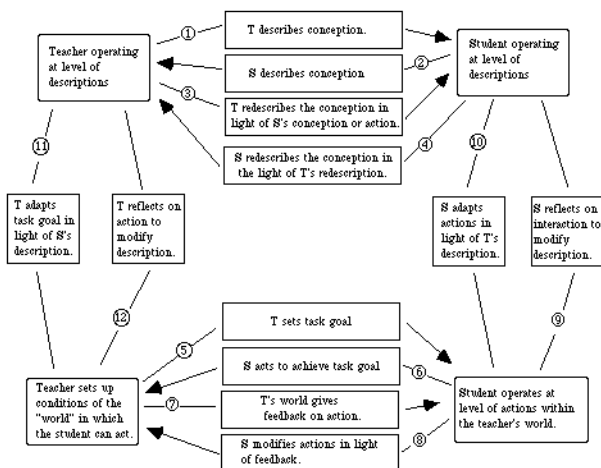 ①
T describes conception.
Teacher operating
at level of
descriptions
Student operating
at level of
descriptions
S describes conception
②
③
T redescribes the conception in
light of S's conception or action.
④
S redescribes the conception in
the light of T's redescription.
⑪
⑩
T adapts
task goal in
light of S's
description.
T reflects on
action to
modify
description.
S adapts
actions in
light of T's
description.
S reflects on
interaction to
modify
description.
⑫
⑨
⑤
T sets task goal
⑥
S acts to achieve task goal
Teacher sets up
conditions of the
"world" in which
the student can act.
⑦
T's world gives
feedback on action.
Student operates at
level of actions within
the teacher's world.
⑧
S modifies actions in light
of feedback.